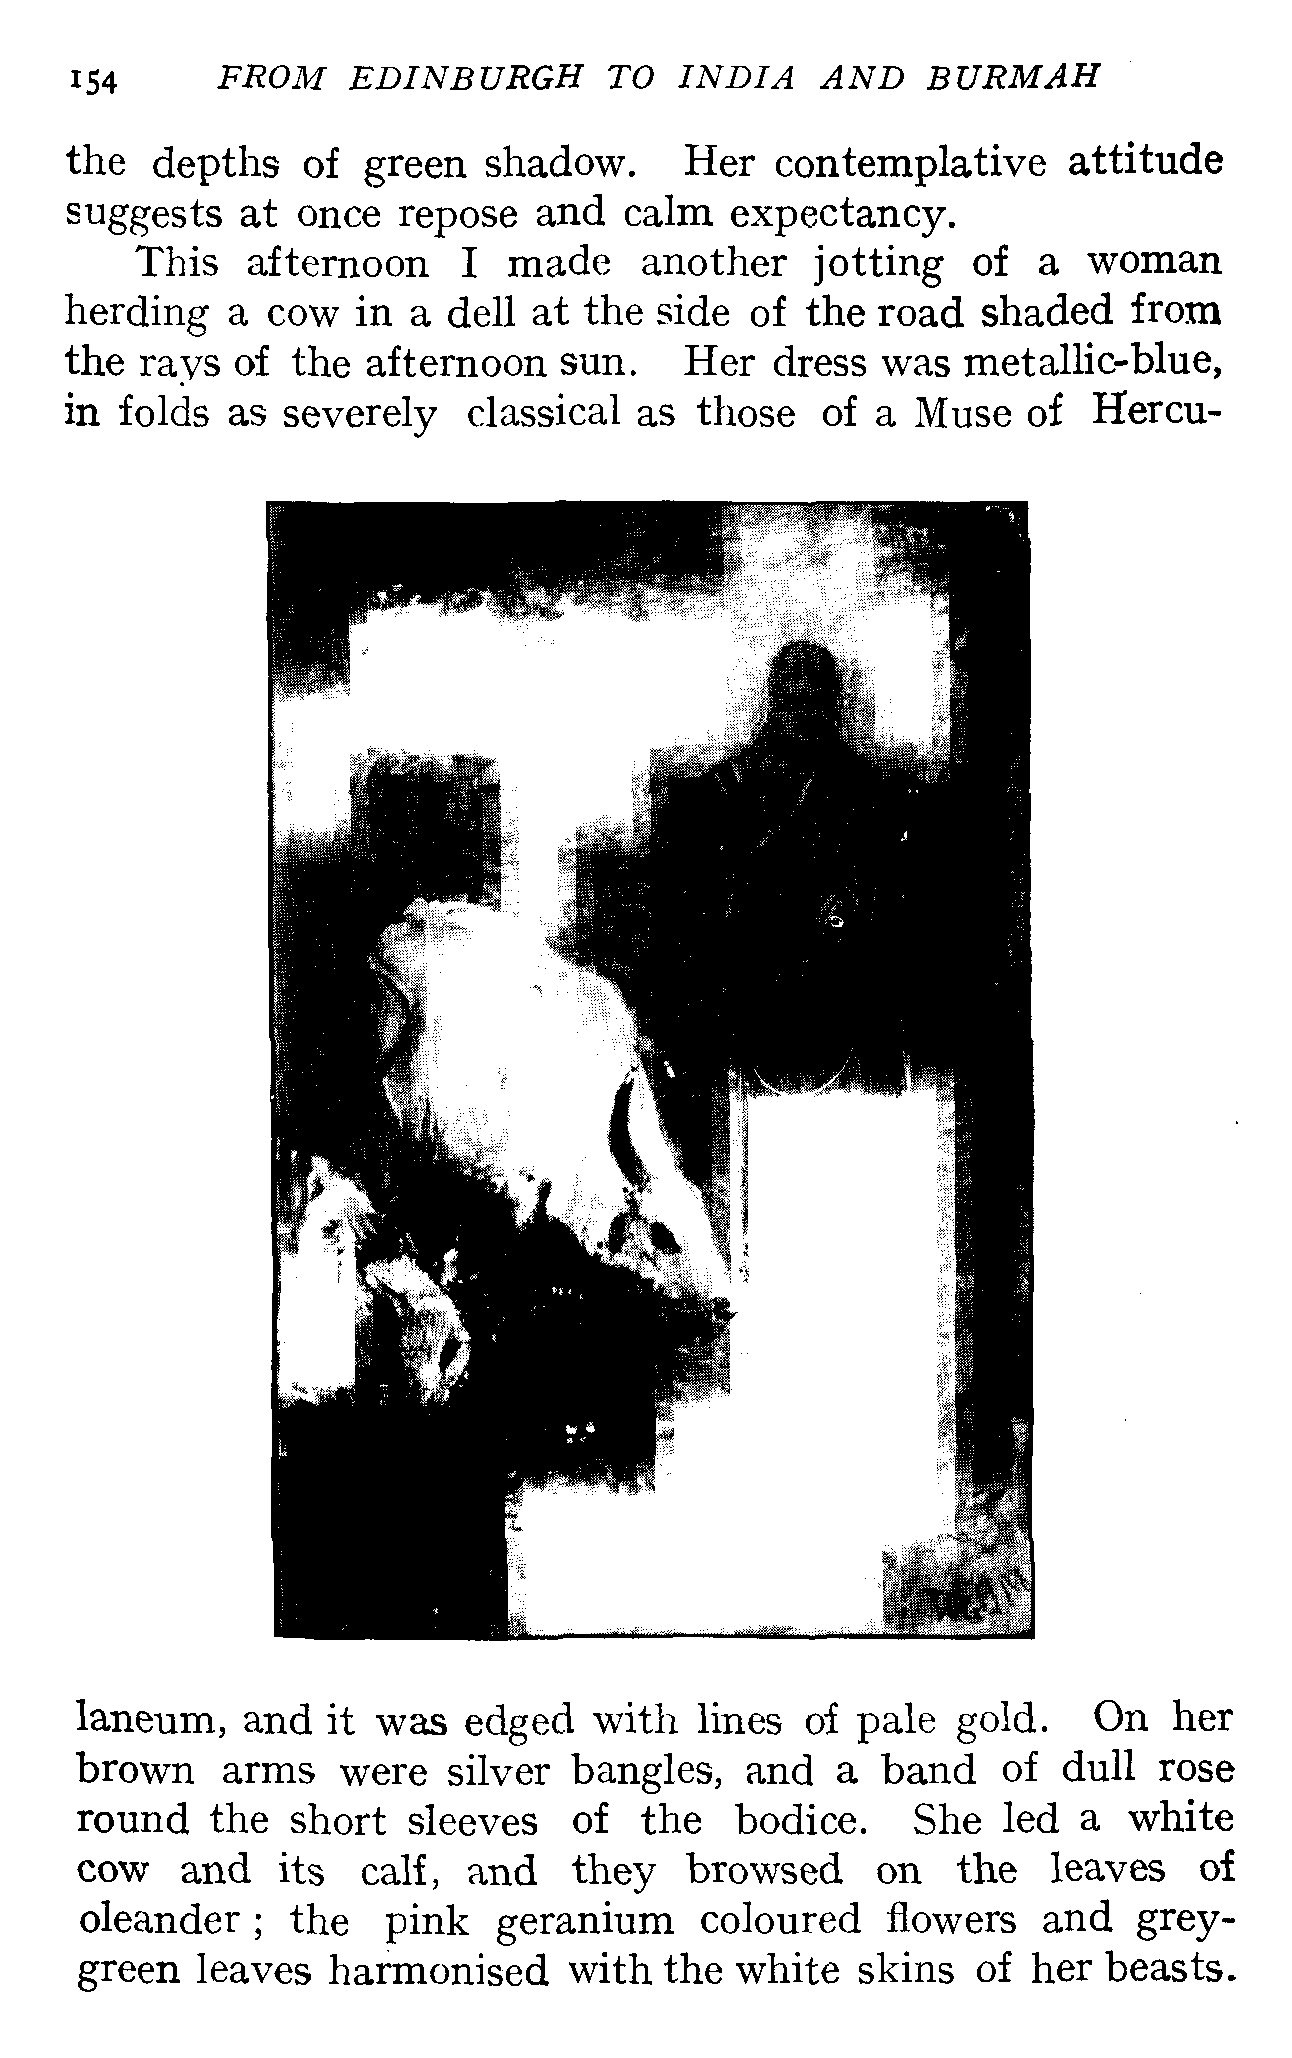 154 FROM EDINBURGH TO INDIA AND BURMAH
the depths of green shadow. Her contemplative attitude
suggests at once repose and calm expectancy.
This afternoon I made another jotting of a woman
herding a cow in a dell at the side of the road shaded from
the rays of the afternoon sun. Her dress was metallic-blue,
in folds as severely classical as those of a Muse of Hercu-
laneum, and it was edged with lines of pale gold. On her
brown arms were silver bangles, and a band of dull rose
round the short sleeves of the bodice. She led a white
cow and its calf, and they browsed on the leaves of
oleander ; the pink geranium coloured flowers and grey-
green leaves harmonised with the white skins of her beasts.